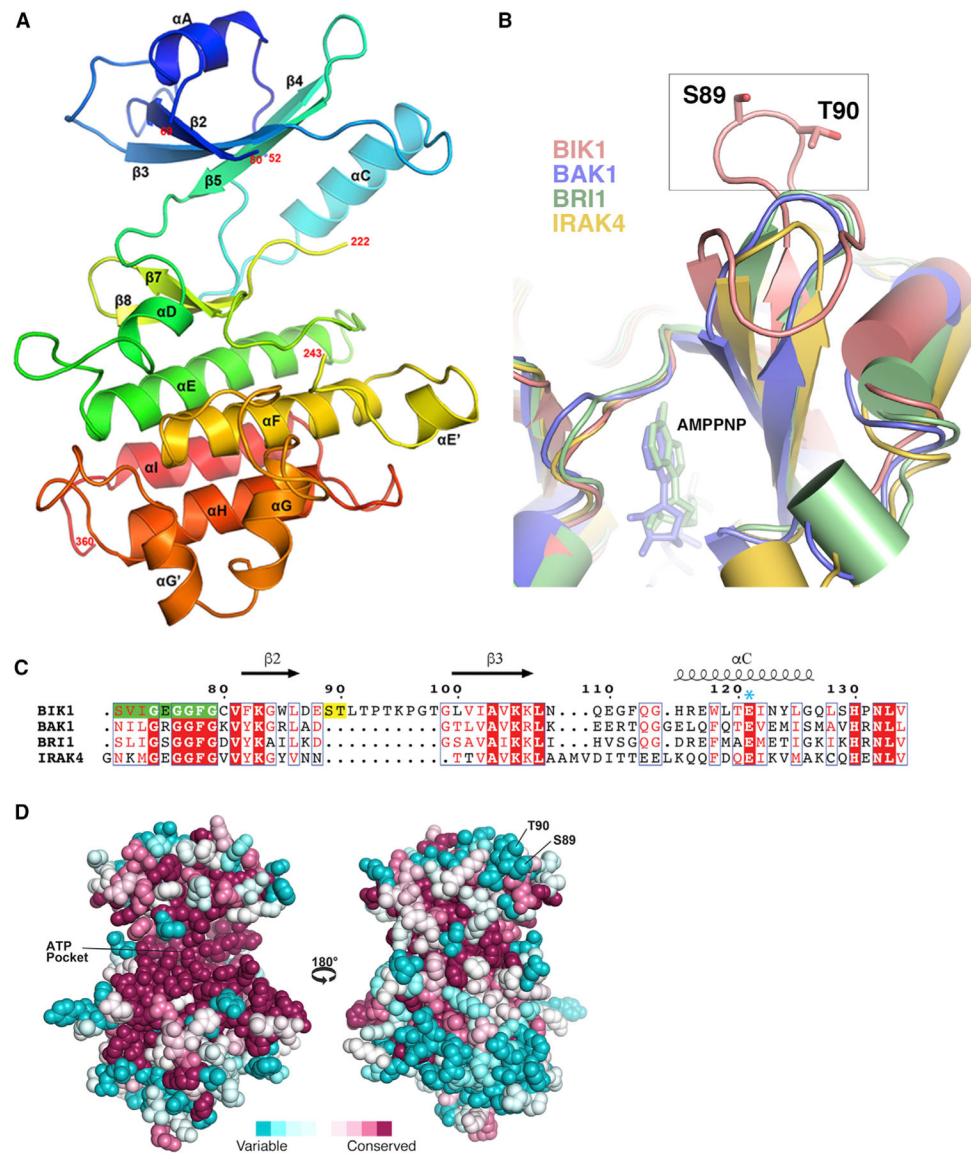 A
αA
β4
β2
69
β3
80
52
αC
β5
222
β7
β8
αD
243
αE
αF
αE'
αI
αH
αG
360
αG'
B
S89
T90
BIK1
BAK1
BRI1
IRAK4
AMPPNP
C
β2 β3 αC
80 90 100 110 120 130
*
BIK1 SVIGEGGFGCVFKGWLDESTLTPTKPGTGLVIAVKKLN...QEGFQG.HREWLTEINYLGQLSHPNLV
BAK1 NILGRGGFGKVYKGRLAD..........GTLVAVKRLK...EERTQGGELQFQTEVEMISMAVHRNLL
BRI1 SLIGSGGFGDVYKAILKD..........GSAVAIKKLI...HVSGQG.DREFMAEMETIGKIKHRNLV
IRAK4 GNKMGEGGFGVVYKGYVNN...........TTVAVKKLAAMVDITTEELKQQFDQEIKVMAKCQHENLV
D
T90
S89
ATP
Pocket
180°
Variable Conserved